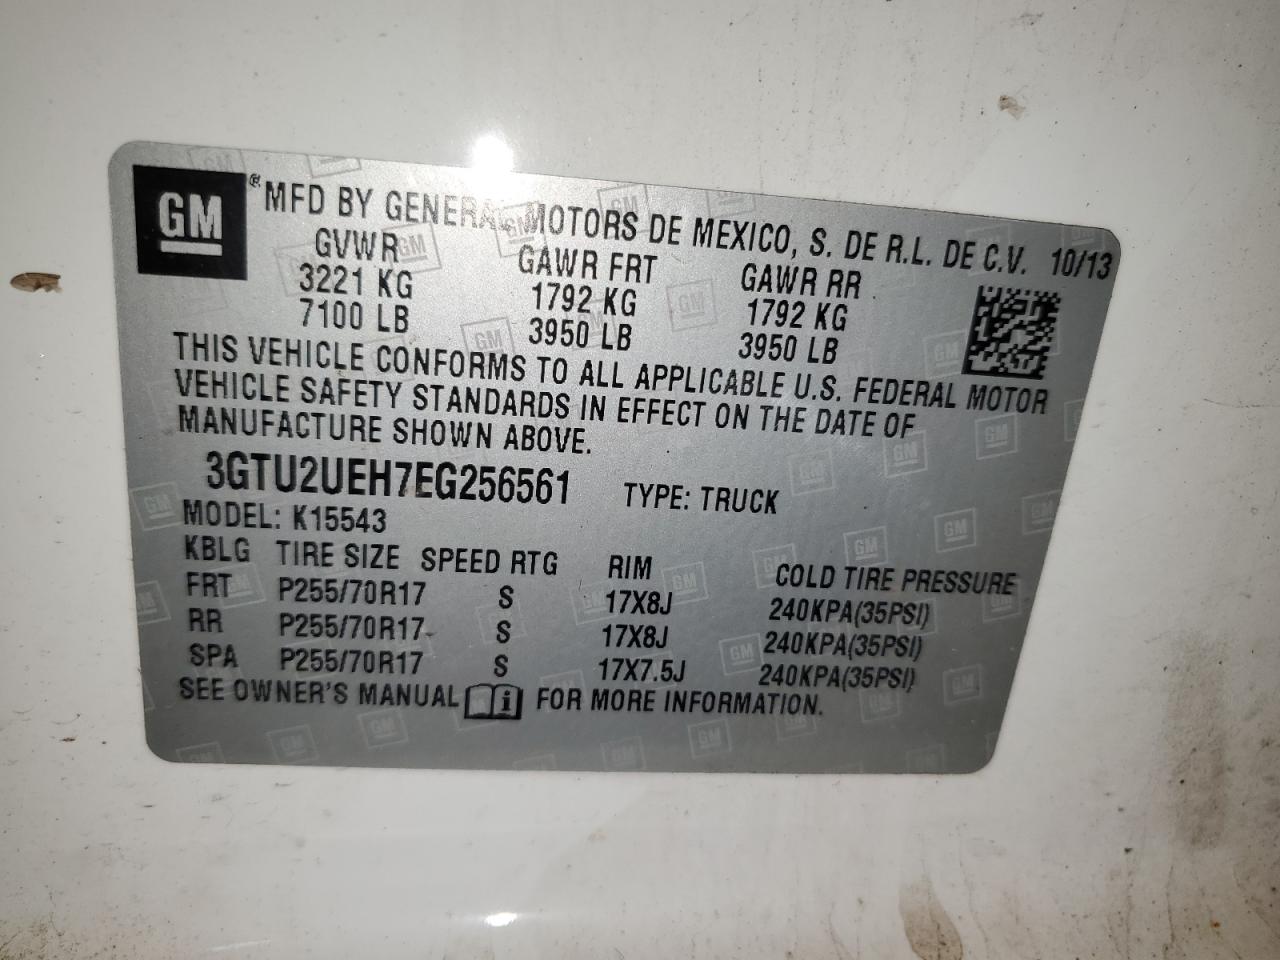 GM ® MFD BY GENERAL MOTORS DE MEXICO, S. DE R.L. DE C.V. 10/13
GVWR GAWR FRT GAWR RR
3221 KG 1792 KG 1792 KG
7100 LB 3950 LB 3950 LB
THIS VEHICLE CONFORMS TO ALL APPLICABLE U.S. FEDERAL MOTOR
VEHICLE SAFETY STANDARDS IN EFFECT ON THE DATE OF
MANUFACTURE SHOWN ABOVE.
3GTU2UEH7EG256561 TYPE: TRUCK
MODEL: K15543
KBLG TIRE SIZE SPEED RTG RIM COLD TIRE PRESSURE
FRT P255/70R17 S 17X8J 240KPA(35PSI)
RR P255/70R17 S 17X8J 240KPA(35PSI)
SPA P255/70R17 S 17X7.5J 240KPA(35PSI)
SEE OWNER'S MANUAL i FOR MORE INFORMATION.